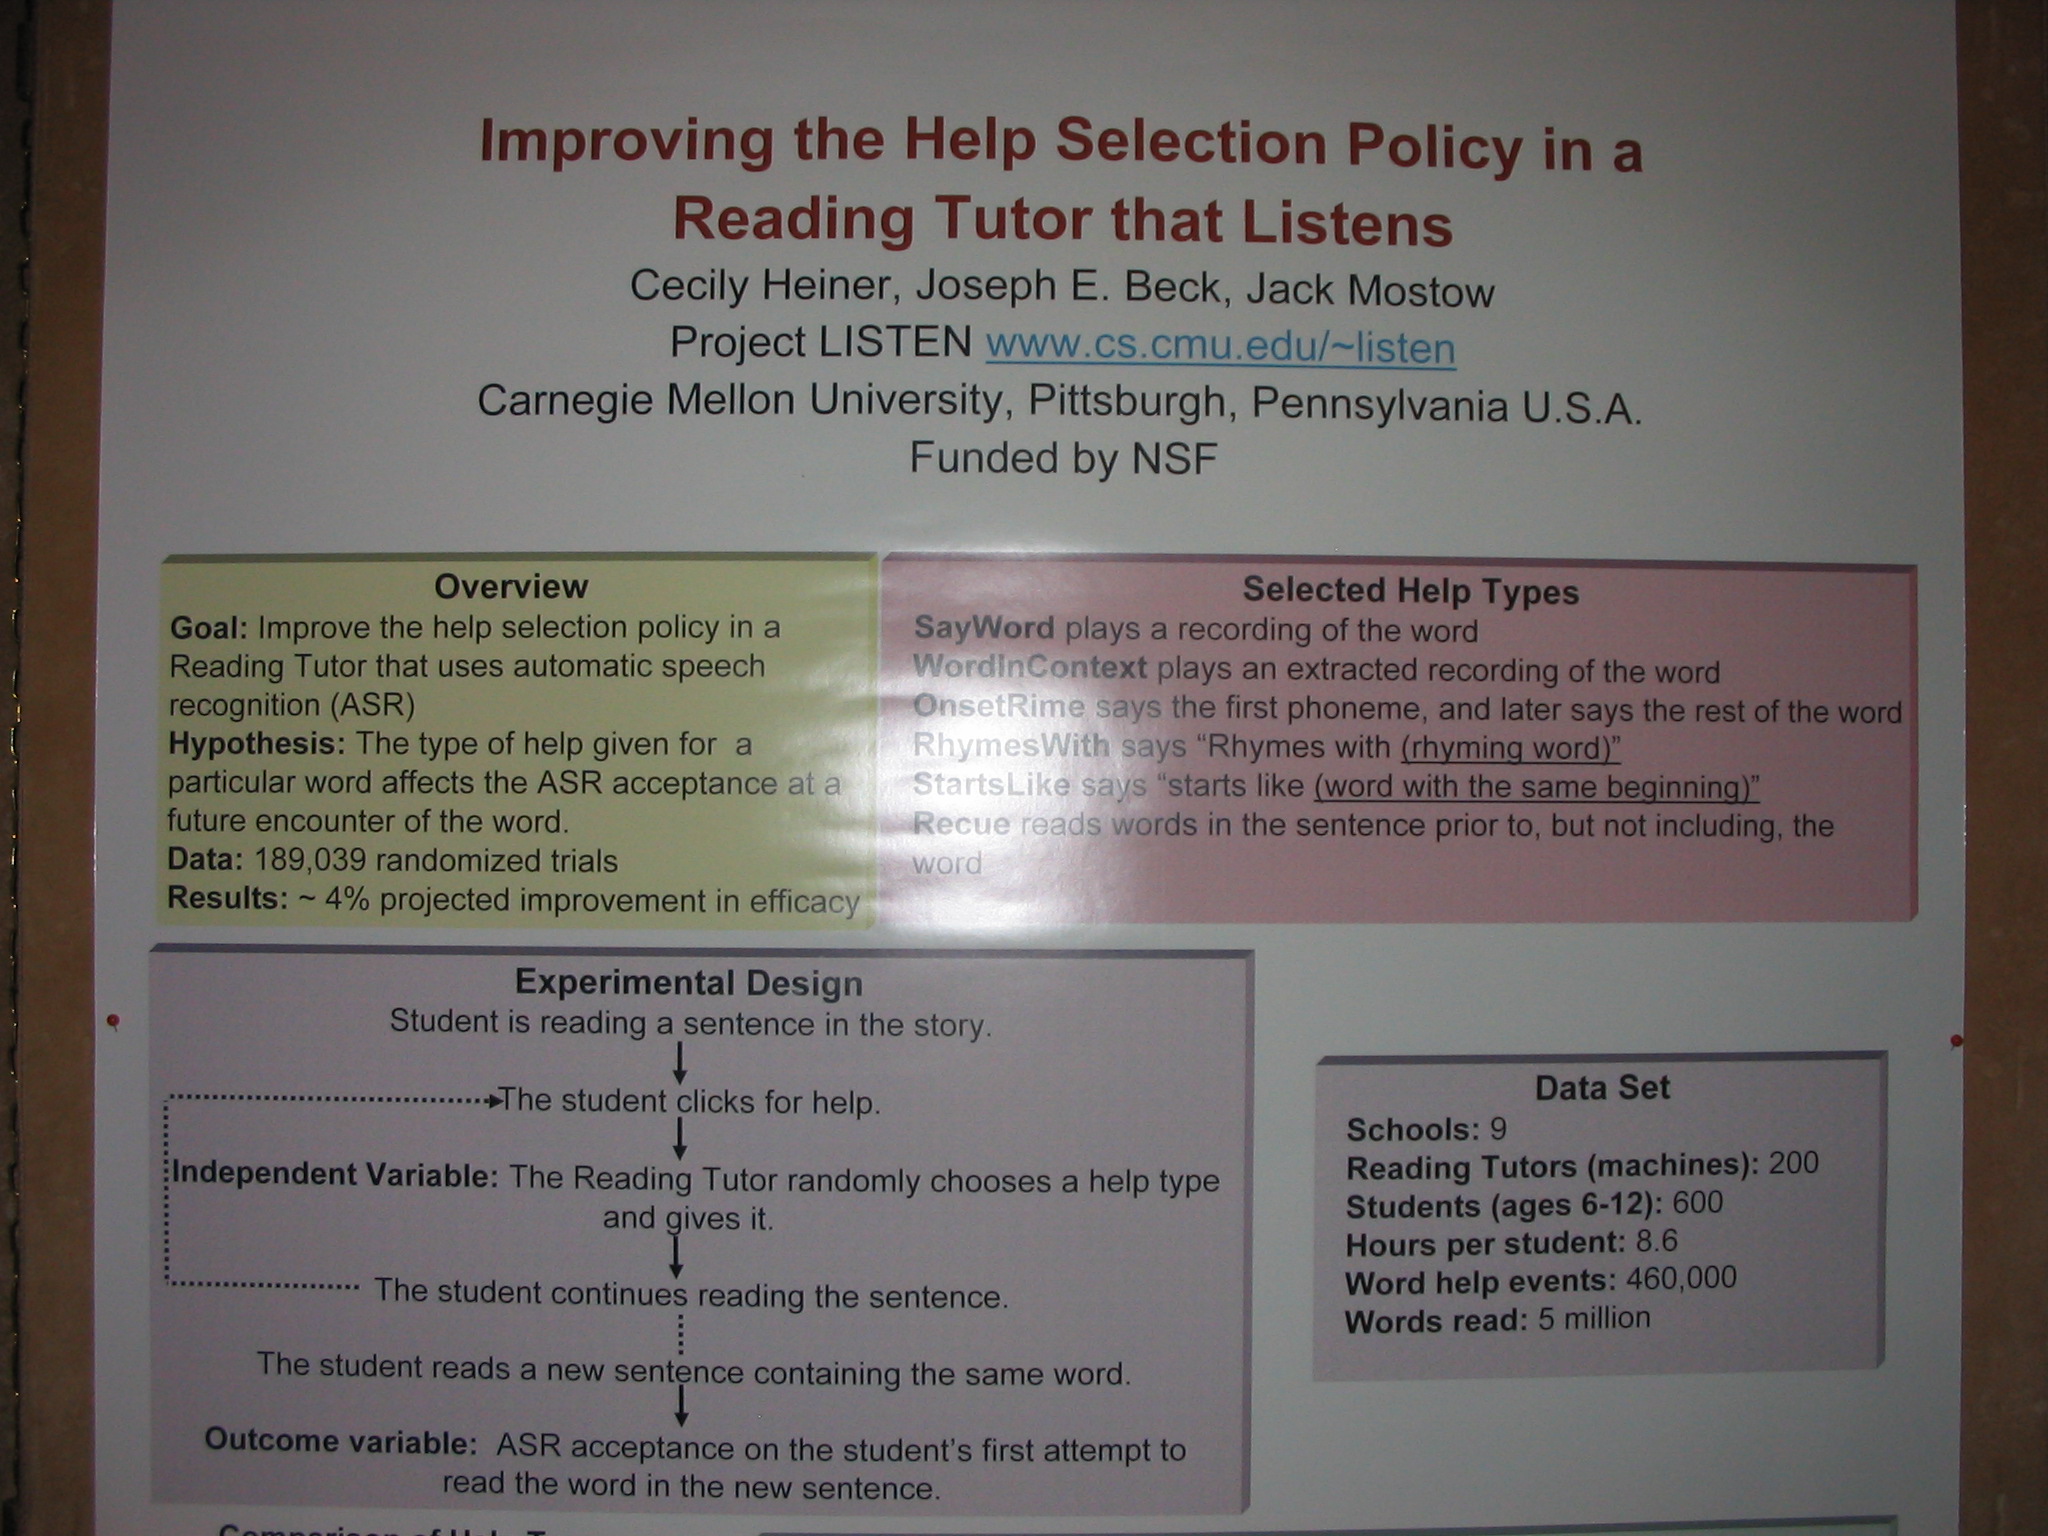 Improving the Help Selection Policy in a
Reading Tutor that Listens
Cecily Heiner, Joseph E. Beck, Jack Mostow
Project LISTEN www.cs.cmu.edu/~listen
Carnegie Mellon University, Pittsburgh, Pennsylvania U.S.A.
Funded by NSF
Overview
Goal: Improve the help selection policy in a
Reading Tutor that uses automatic speech
recognition (ASR)
Hypothesis: The type of help given for a
particular word affects the ASR acceptance at a
future encounter of the word.
Data: 189,039 randomized trials
Results: ~ 4% projected improvement in efficacy
Selected Help Types
SayWord plays a recording of the word
WordInContext plays an extracted recording of the word
OnsetRime says the first phoneme, and later says the rest of the word
RhymesWith says “Rhymes with (rhyming word)”
StartsLike says “starts like (word with the same beginning)”
Recue reads words in the sentence prior to, but not including, the
word
Experimental Design
Student is reading a sentence in the story.
The student clicks for help.
Independent Variable: The Reading Tutor randomly chooses a help type
and gives it.
The student continues reading the sentence.
The student reads a new sentence containing the same word.
Outcome variable: ASR acceptance on the student’s first attempt to
read the word in the new sentence.
Data Set
Schools: 9
Reading Tutors (machines): 200
Students (ages 6-12): 600
Hours per student: 8.6
Word help events: 460,000
Words read: 5 million
Comparison of Help